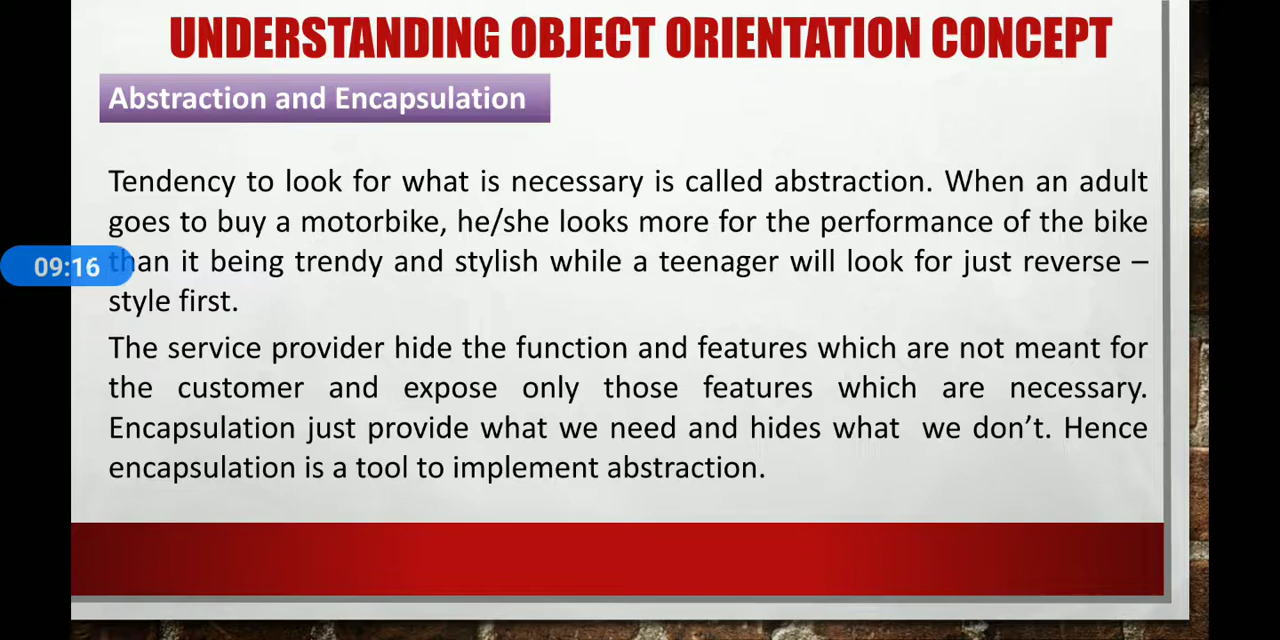 UNDERSTANDING OBJECT ORIENTATION CONCEPT
Abstraction and Encapsulation
Tendency to look for what is necessary is called abstraction. When an adult
goes to buy a motorbike, he/she looks more for the performance of the bike
09:16
than it being trendy and stylish while a teenager will look for just reverse –
style first.
The service provider hide the function and features which are not meant for
the customer and expose only those features which are necessary.
Encapsulation just provide what we need and hides what we don't. Hence
encapsulation is a tool to implement abstraction.